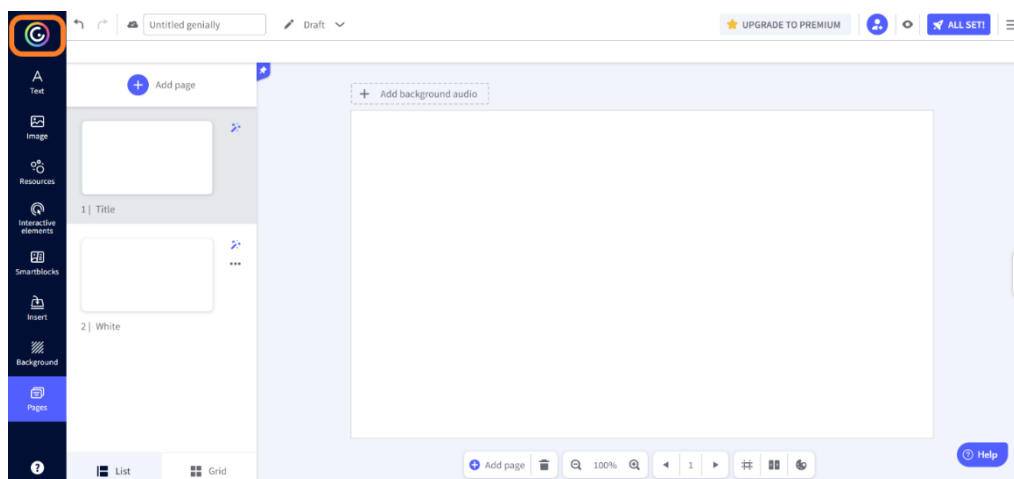 Untitled genially
Draft
UPGRADE TO PREMIUM
ALL SET!
Text
Image
Resources
Interactive
elements
Smartblocks
Insert
Background
Pages
?
Add page
1| Title
2| White
List
Grid
+ Add background audio
Add page
100%
1
? Help